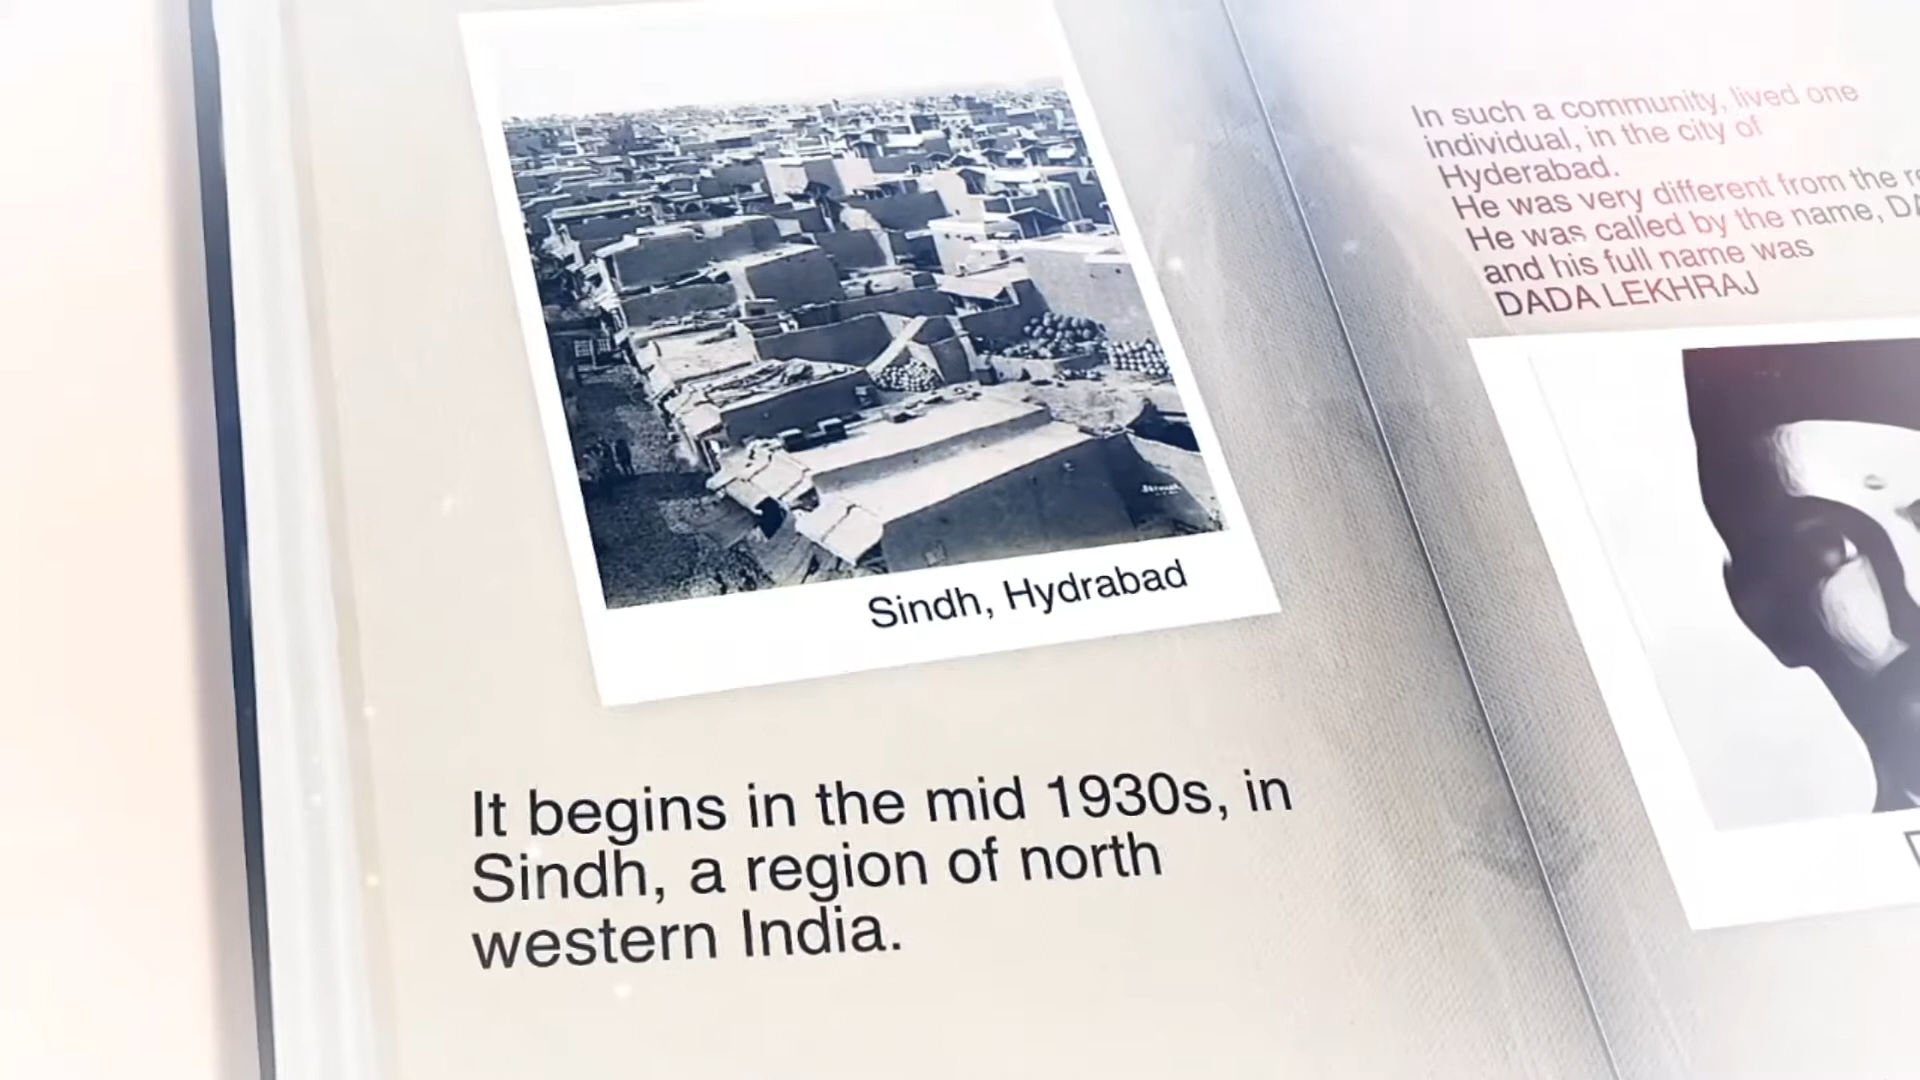 Sindh, Hydrabad
It begins in the mid 1930s, in
Sindh, a region of north
western India.
In such a community, lived one
individual, in the city of
Hyderabad.
He was very different from the
He was called by the name,
and his full name was
DADA LEKHRAJ